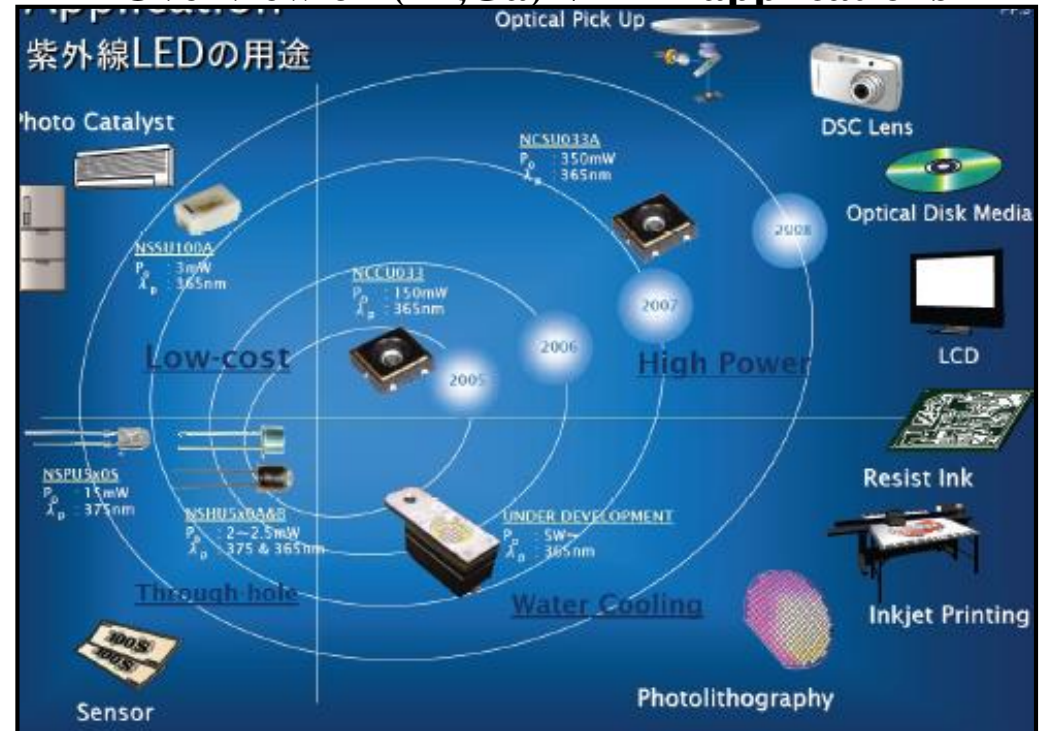 applications
Application
紫外線LEDの用途
Optical Pick Up
DSC Lens
Photo Catalyst
NCSU033A
Po : 350mW
λp : 365nm
Optical Disk Media
2008
NSSU100A
Po : 3mW
λp : 365nm
NCCU033
Po : 150mW
λp : 365nm
2007
2006
Low-cost
High Power
LCD
2005
NSPU5x0S
Po : 15mW
λp : 375nm
Resist Ink
NSHU5x0A&B
Po : 2~2.5mW
λp : 375 & 365nm
UNDER DEVELOPMENT
Po : 5W~
λp : 365nm
Through-hole
Water Cooling
Inkjet Printing
Photolithography
Sensor